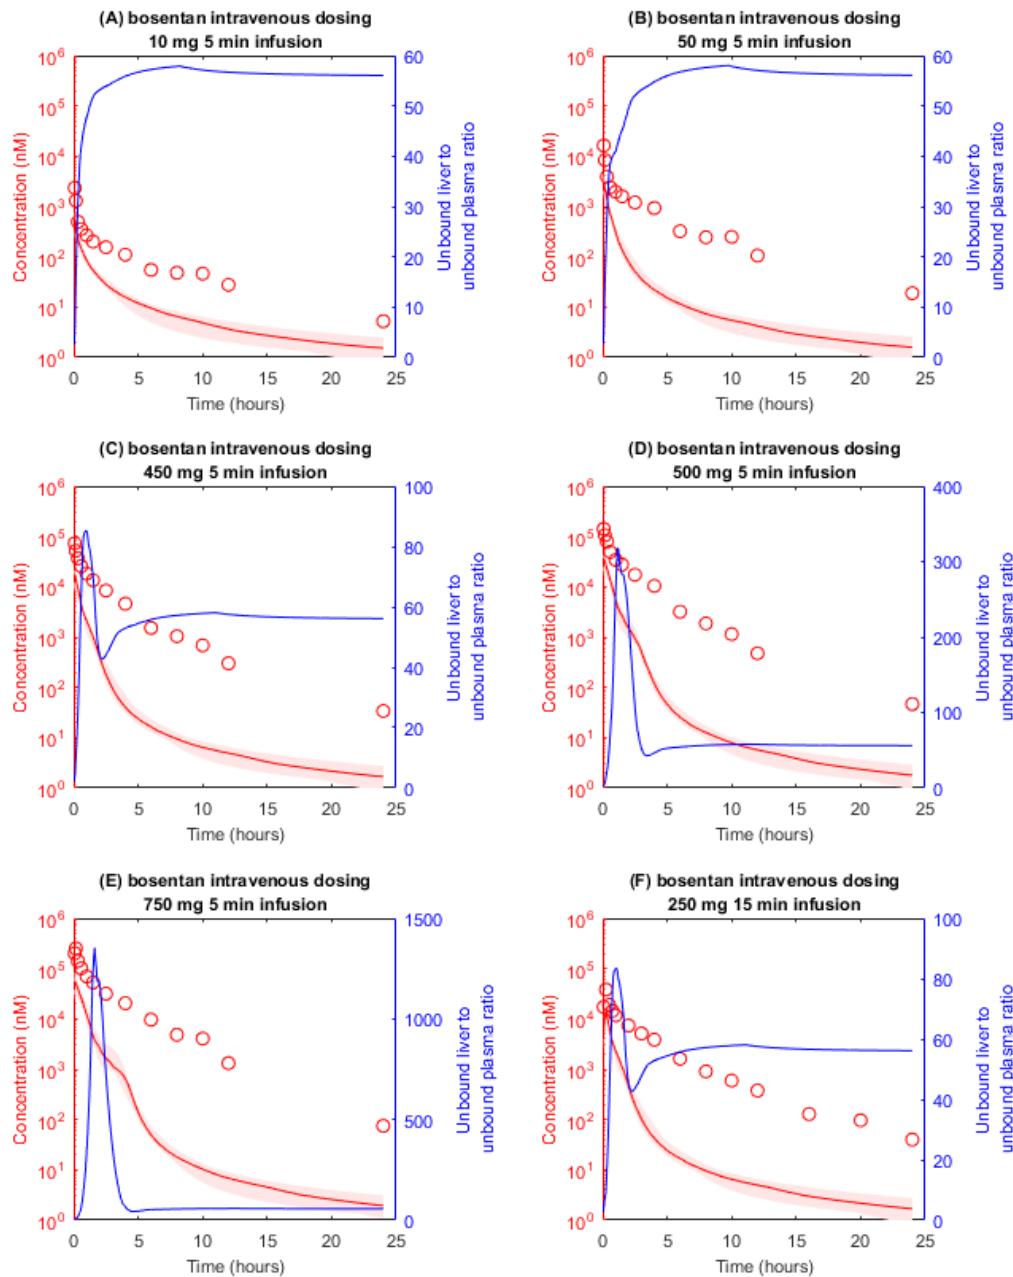 (A) bosentan intravenous dosing
10 mg 5 min infusion
10^6
10^5
10^4
10^3
10^2
10^1
10^0
Concentration (nM)
60
50
40
30
20
10
0
Unbound liver to
unbound plasma ratio
0 5 10 15 20 25
Time (hours)
(B) bosentan intravenous dosing
50 mg 5 min infusion
10^6
10^5
10^4
10^3
10^2
10^1
10^0
Concentration (nM)
60
50
40
30
20
10
0
Unbound liver to
unbound plasma ratio
0 5 10 15 20 25
Time (hours)
(C) bosentan intravenous dosing
450 mg 5 min infusion
10^6
10^5
10^4
10^3
10^2
10^1
10^0
Concentration (nM)
100
80
60
40
20
0
Unbound liver to
unbound plasma ratio
0 5 10 15 20 25
Time (hours)
(D) bosentan intravenous dosing
500 mg 5 min infusion
10^6
10^5
10^4
10^3
10^2
10^1
10^0
Concentration (nM)
400
300
200
100
0
Unbound liver to
unbound plasma ratio
0 5 10 15 20 25
Time (hours)
(E) bosentan intravenous dosing
750 mg 5 min infusion
10^6
10^5
10^4
10^3
10^2
10^1
10^0
Concentration (nM)
1500
1000
500
0
Unbound liver to
unbound plasma ratio
0 5 10 15 20 25
Time (hours)
(F) bosentan intravenous dosing
250 mg 15 min infusion
10^6
10^5
10^4
10^3
10^2
10^1
10^0
Concentration (nM)
100
80
60
40
20
0
Unbound liver to
unbound plasma ratio
0 5 10 15 20 25
Time (hours)